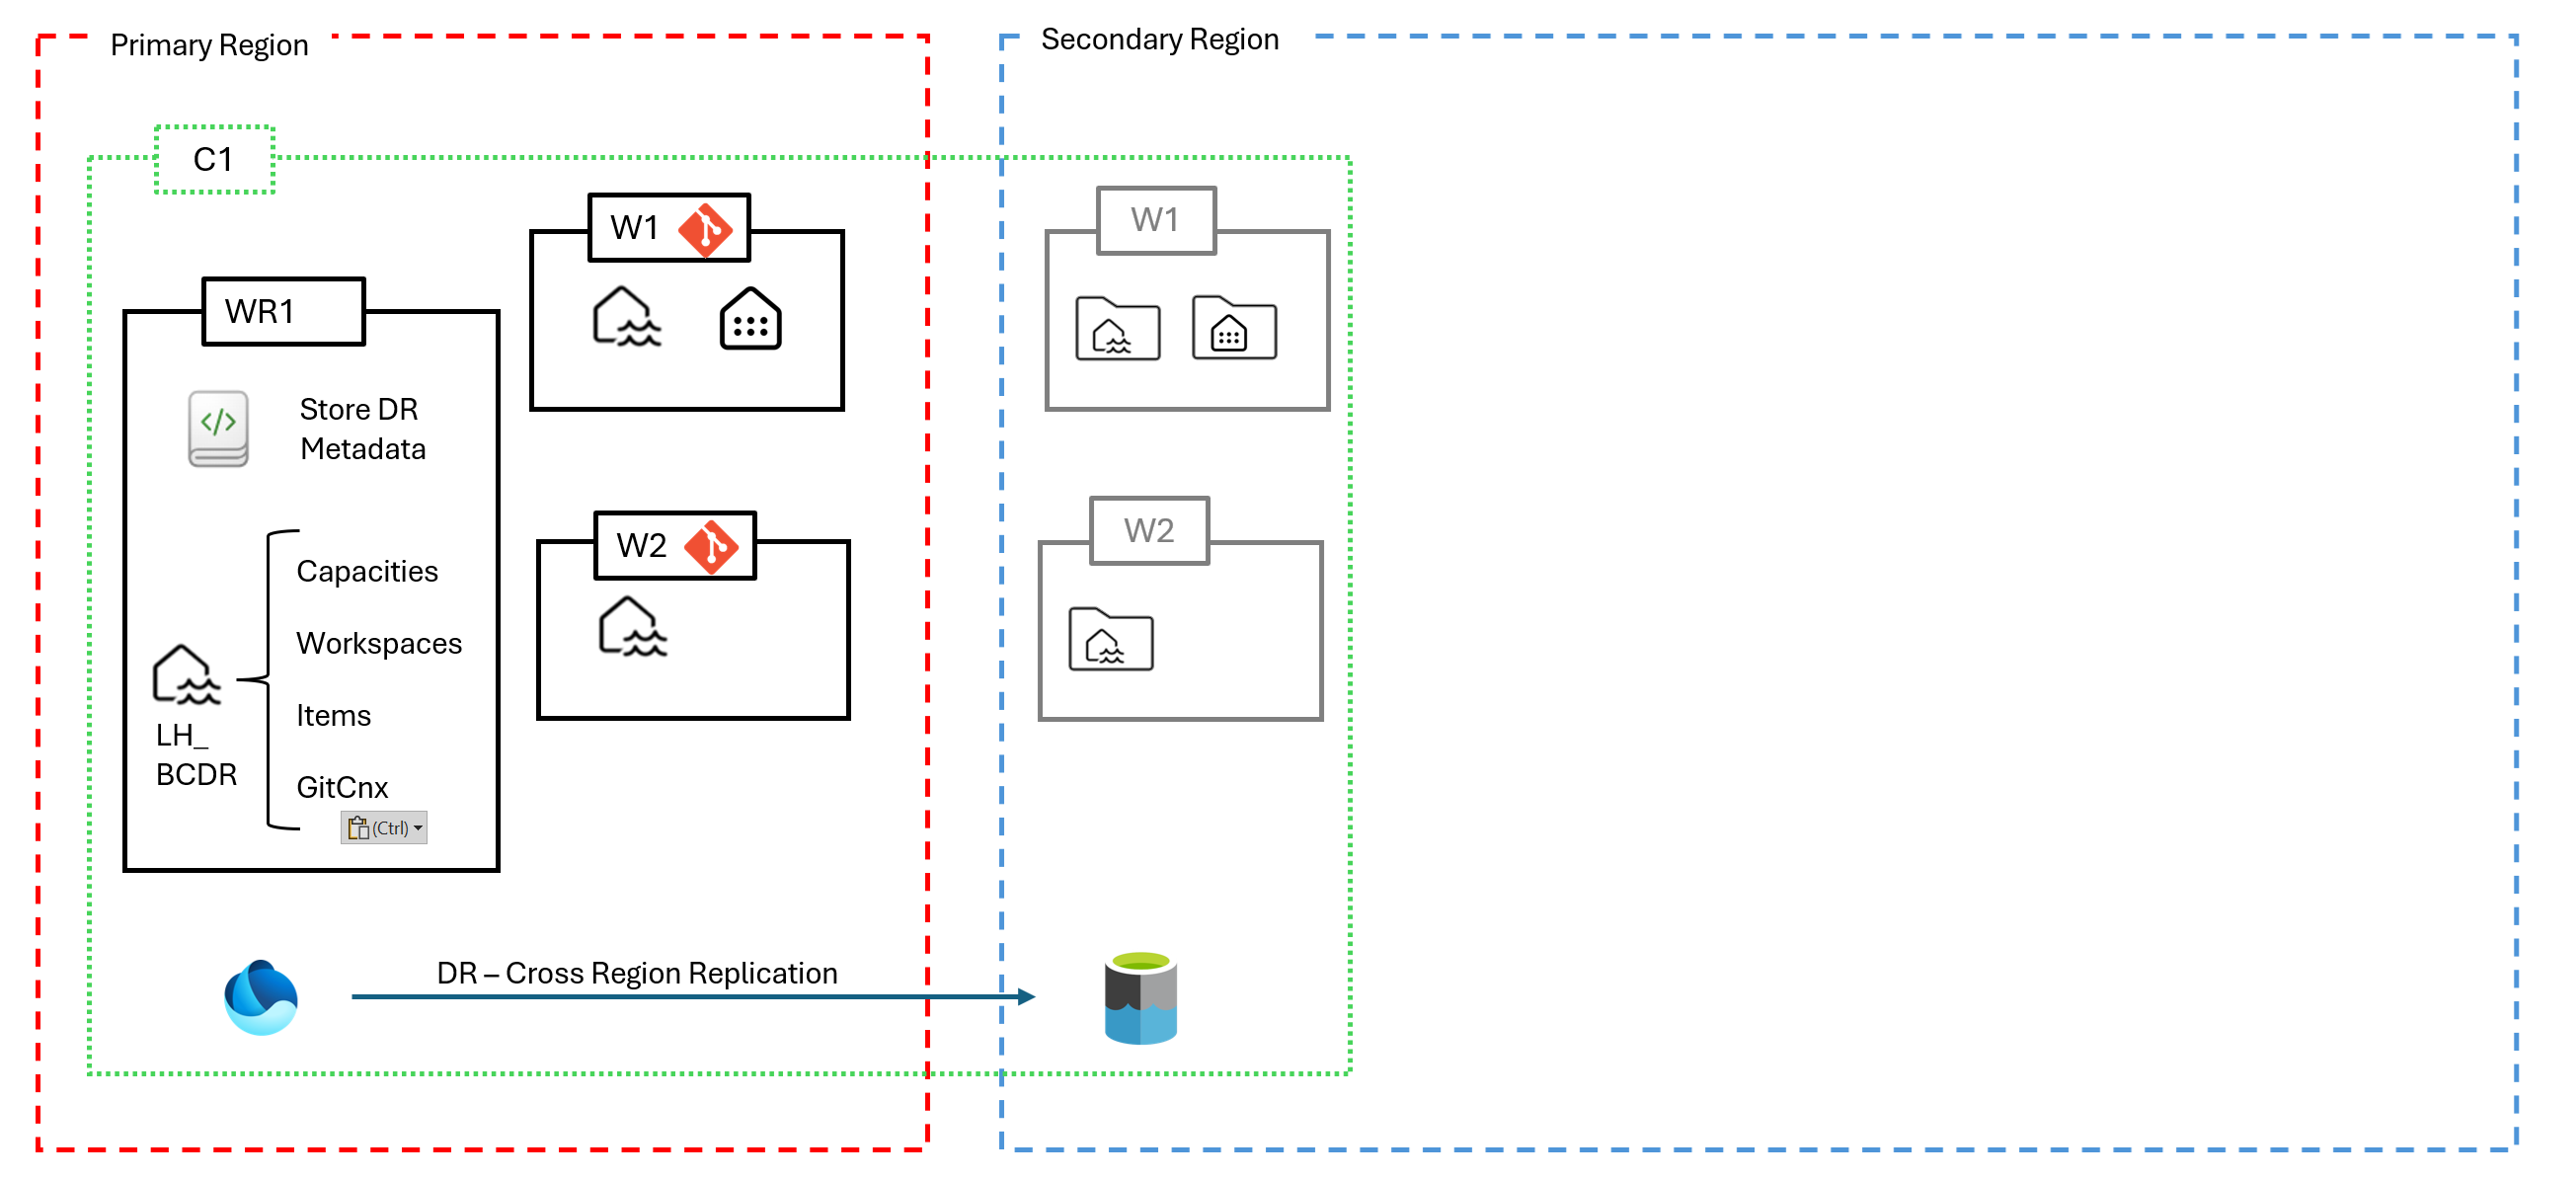 Primary Region
Secondary Region
C1
W1
W1
WR1
</>
Store DR
Metadata
W2
W2
Capacities
Workspaces
Items
GitCnx
LH_
BCDR
(Ctrl)
DR – Cross Region Replication